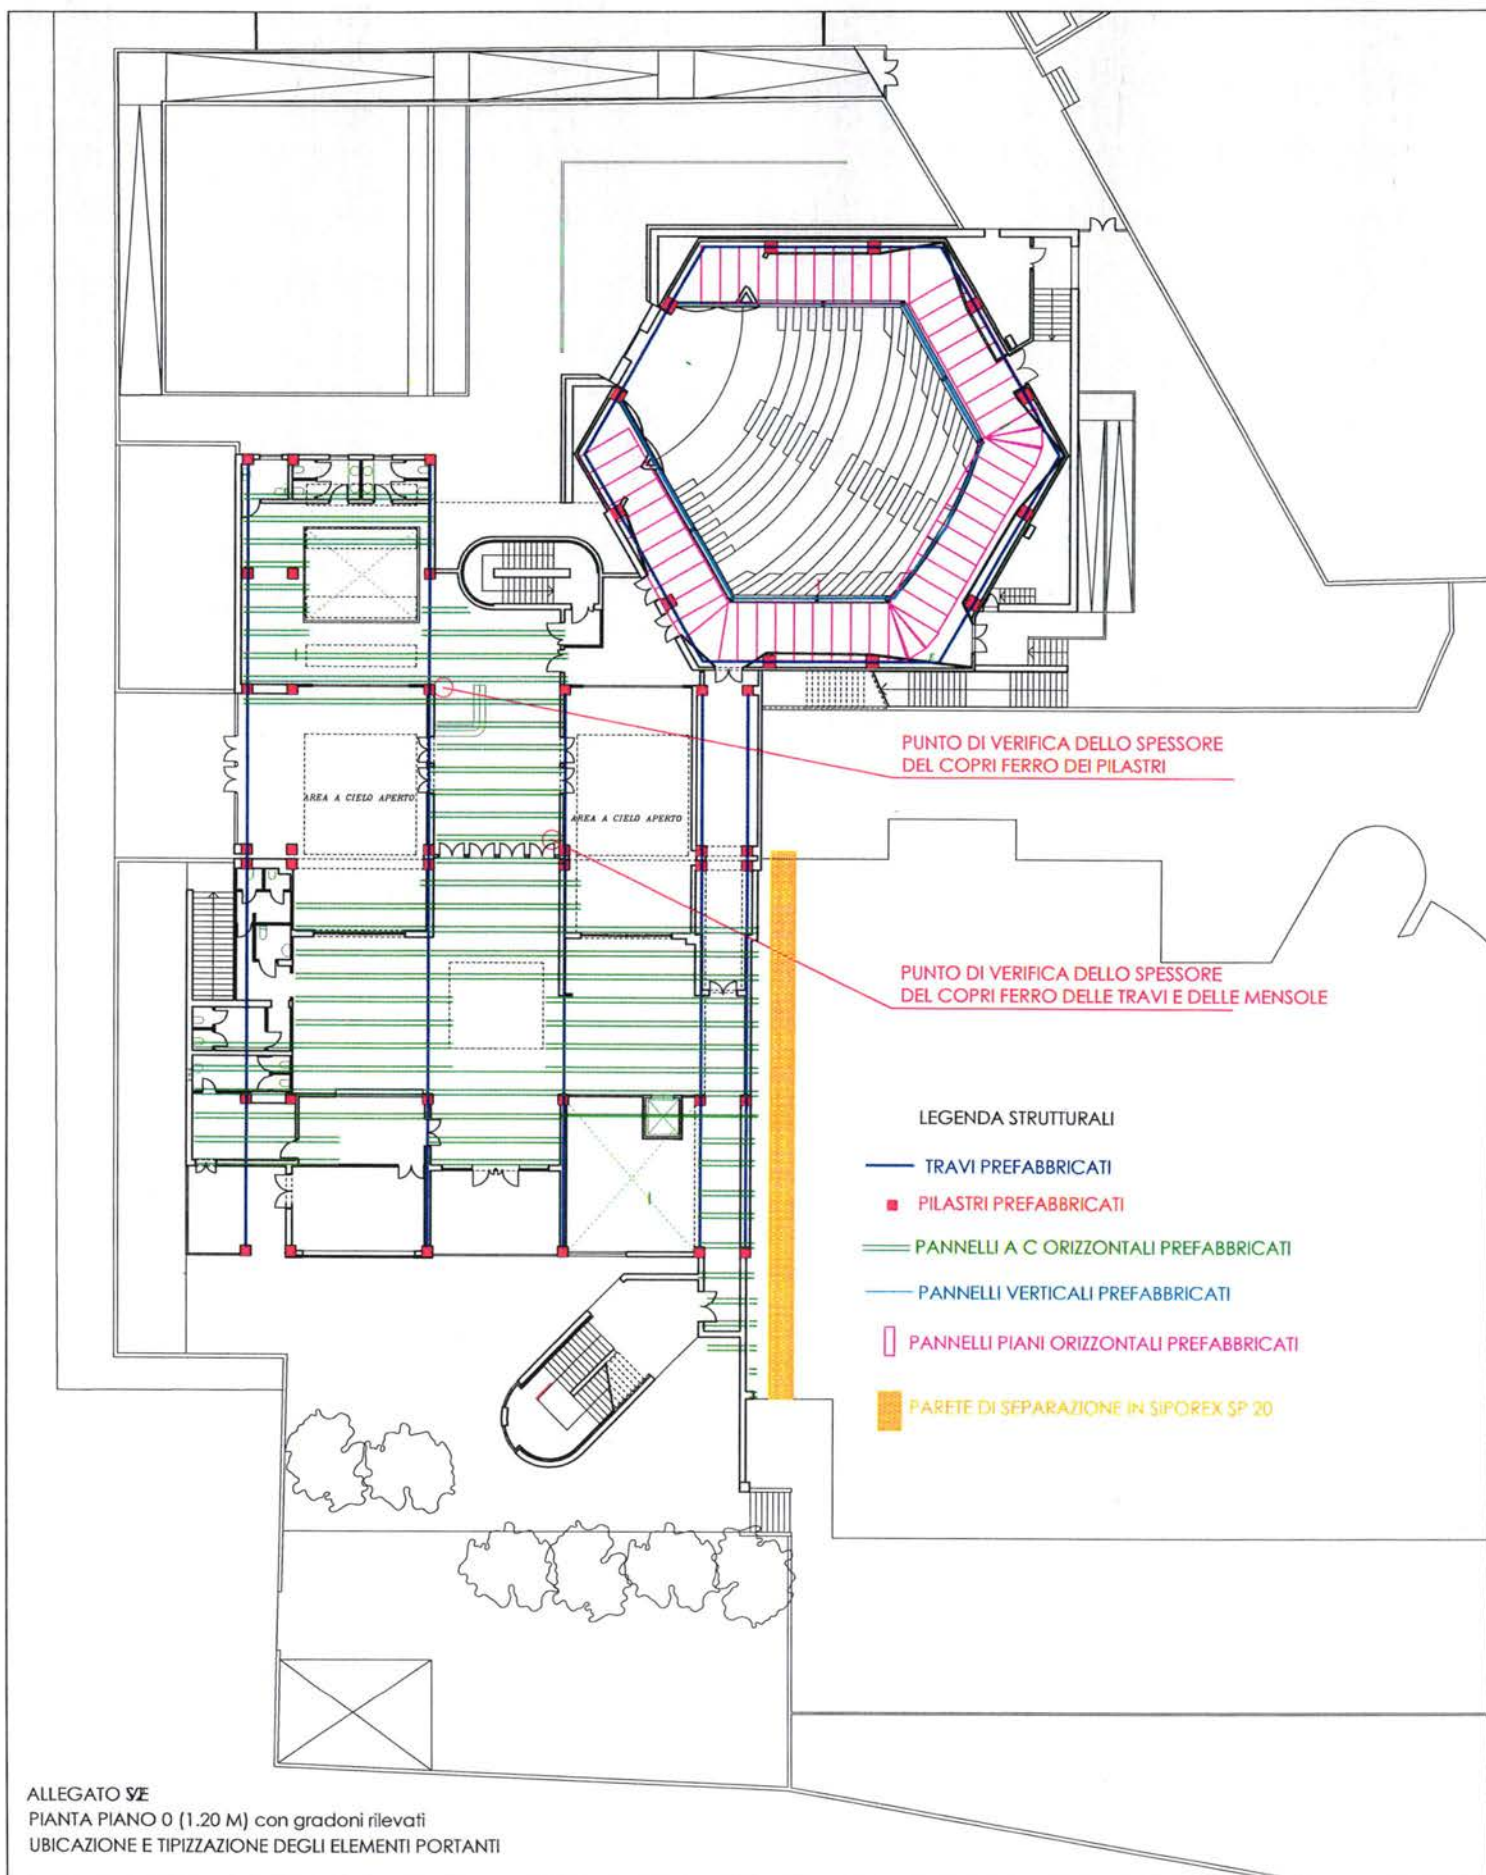 AREA A CIELO APERTO
AREA A CIELO APERTO
PUNTO DI VERIFICA DELLO SPESSORE
DEL COPRI FERRO DEI PILASTRI
PUNTO DI VERIFICA DELLO SPESSORE
DEL COPRI FERRO DELLE TRAVI E DELLE MENSOLE
LEGENDA STRUTTURALI
TRAVI PREFABBRICATI
PILASTRI PREFABBRICATI
PANNELLI A C ORIZZONTALI PREFABBRICATI
PANNELLI VERTICALI PREFABBRICATI
PANNELLI PIANI ORIZZONTALI PREFABBRICATI
PARETE DI SEPARAZIONE IN SIPOREX SP 20
ALLEGATO
PIANTA PIANO 0 (1.20 M) con gradoni rilevati
UBICAZIONE E TIPIZZAZIONE DEGLI ELEMENTI PORTANTI